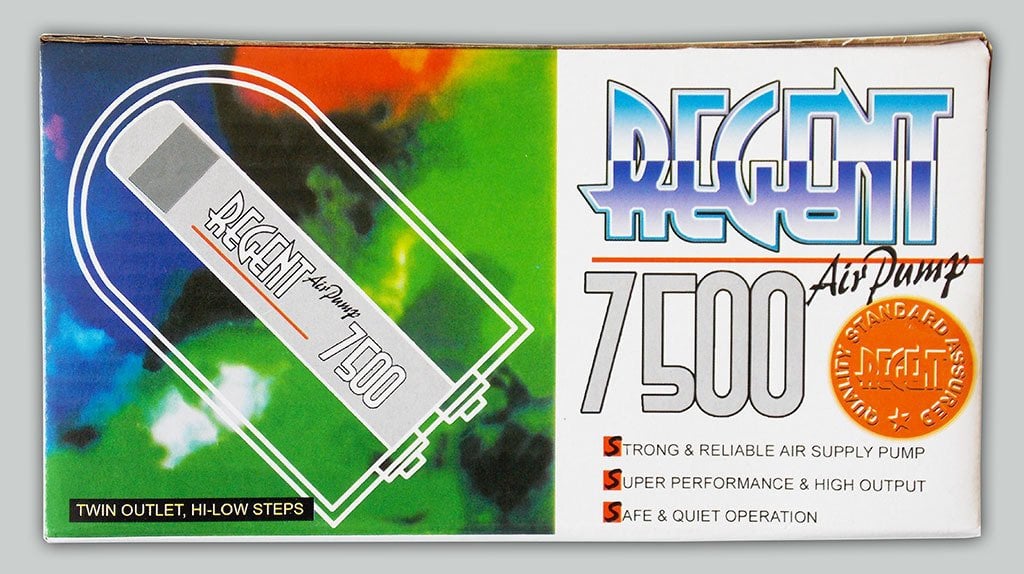 REGENT
Air Pump
7500
TWIN OUTLET, HI-LOW STEPS
REGENT
Air Pump
7500
QUALITY STANDARD ASSURED
REGENT
STRONG & RELIABLE AIR SUPPLY PUMP
SUPER PERFORMANCE & HIGH OUTPUT
SAFE & QUIET OPERATION